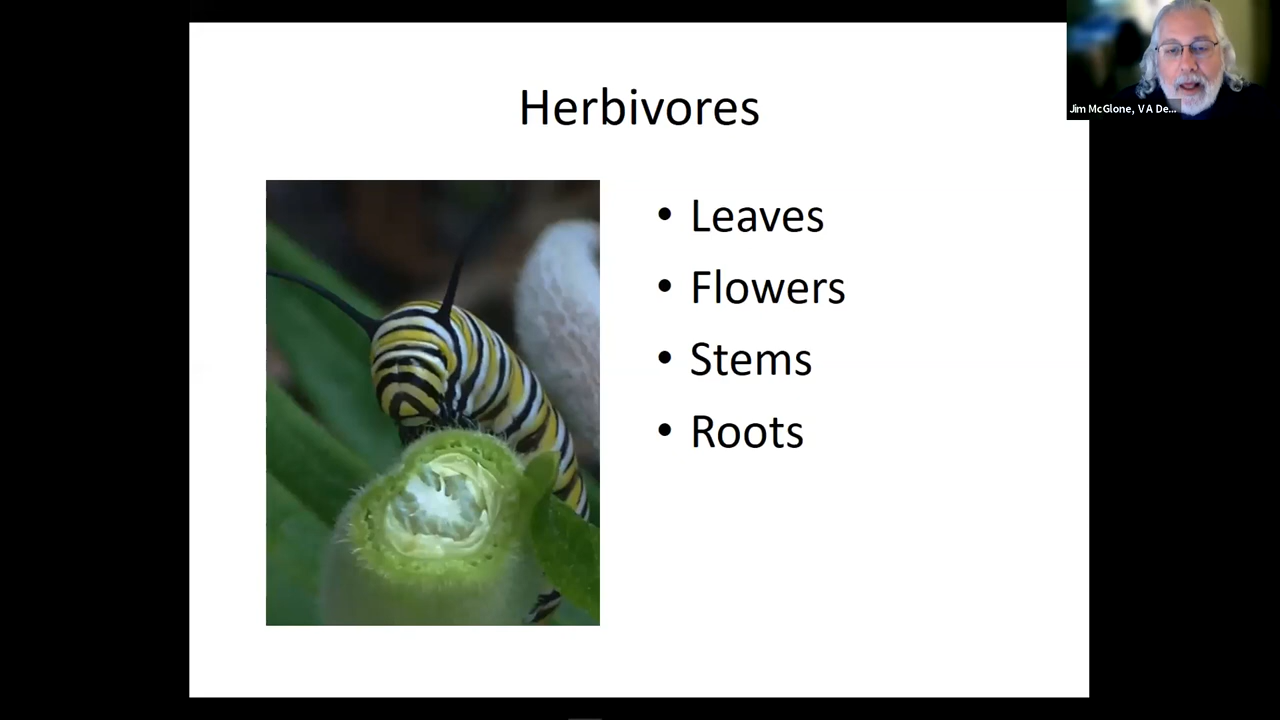 Herbivores
• Leaves
• Flowers
• Stems
• Roots
Jim McGlone, VA De...